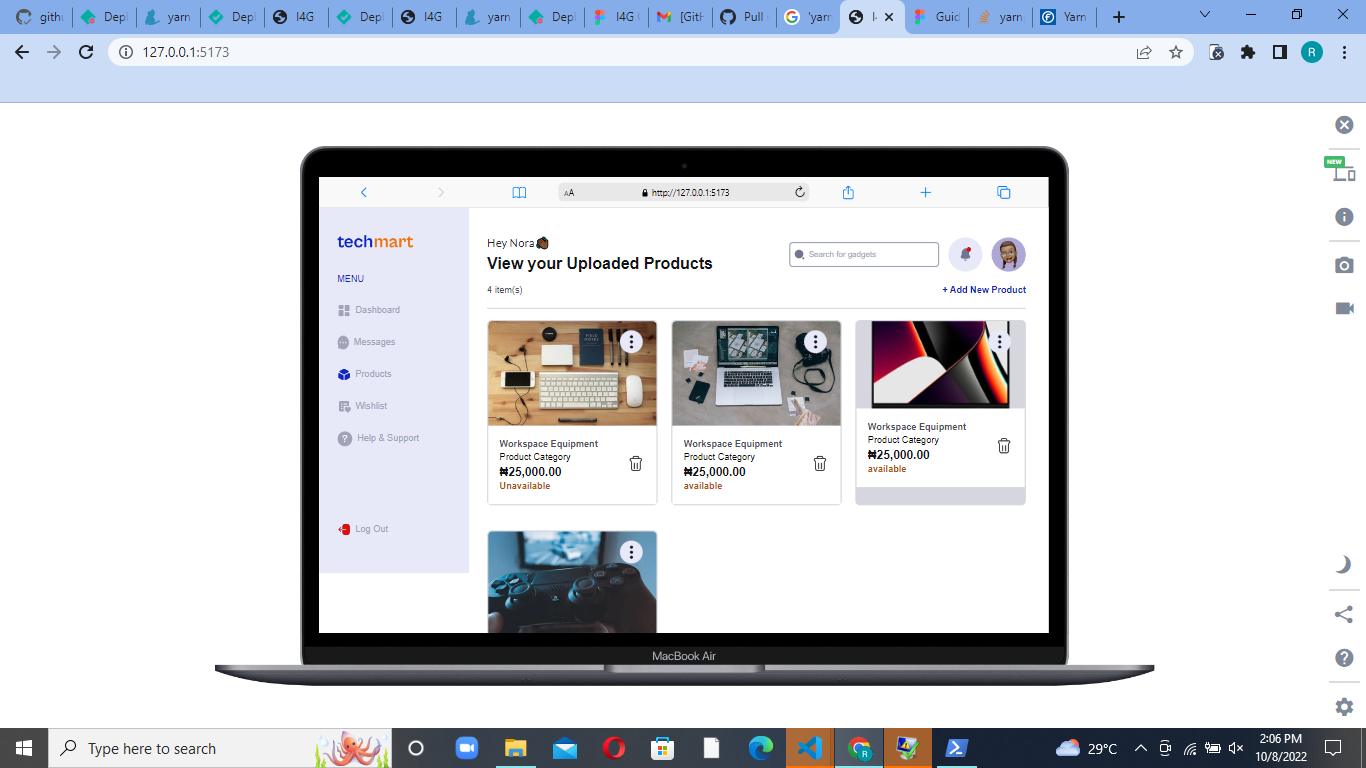 githu
Depl
yarn
Depl
I4G
Depl
I4G
yarn
Depl
I4G G
[Gith
Pull
'yarn
I4
Guid
yarn
Yarn
127.0.0.1:5173
R
NEW
AA
http://127.0.0.1:5173
techmart
MENU
Dashboard
Messages
Products
Wishlist
Help & Support
Log Out
Hey Nora
View your Uploaded Products
4 item(s)
Search for gadgets
+ Add New Product
Workspace Equipment
Product Category
₦25,000.00
Unavailable
Workspace Equipment
Product Category
₦25,000.00
available
Workspace Equipment
Product Category
₦25,000.00
available
MacBook Air
Type here to search
29°C
2:06 PM
10/8/2022